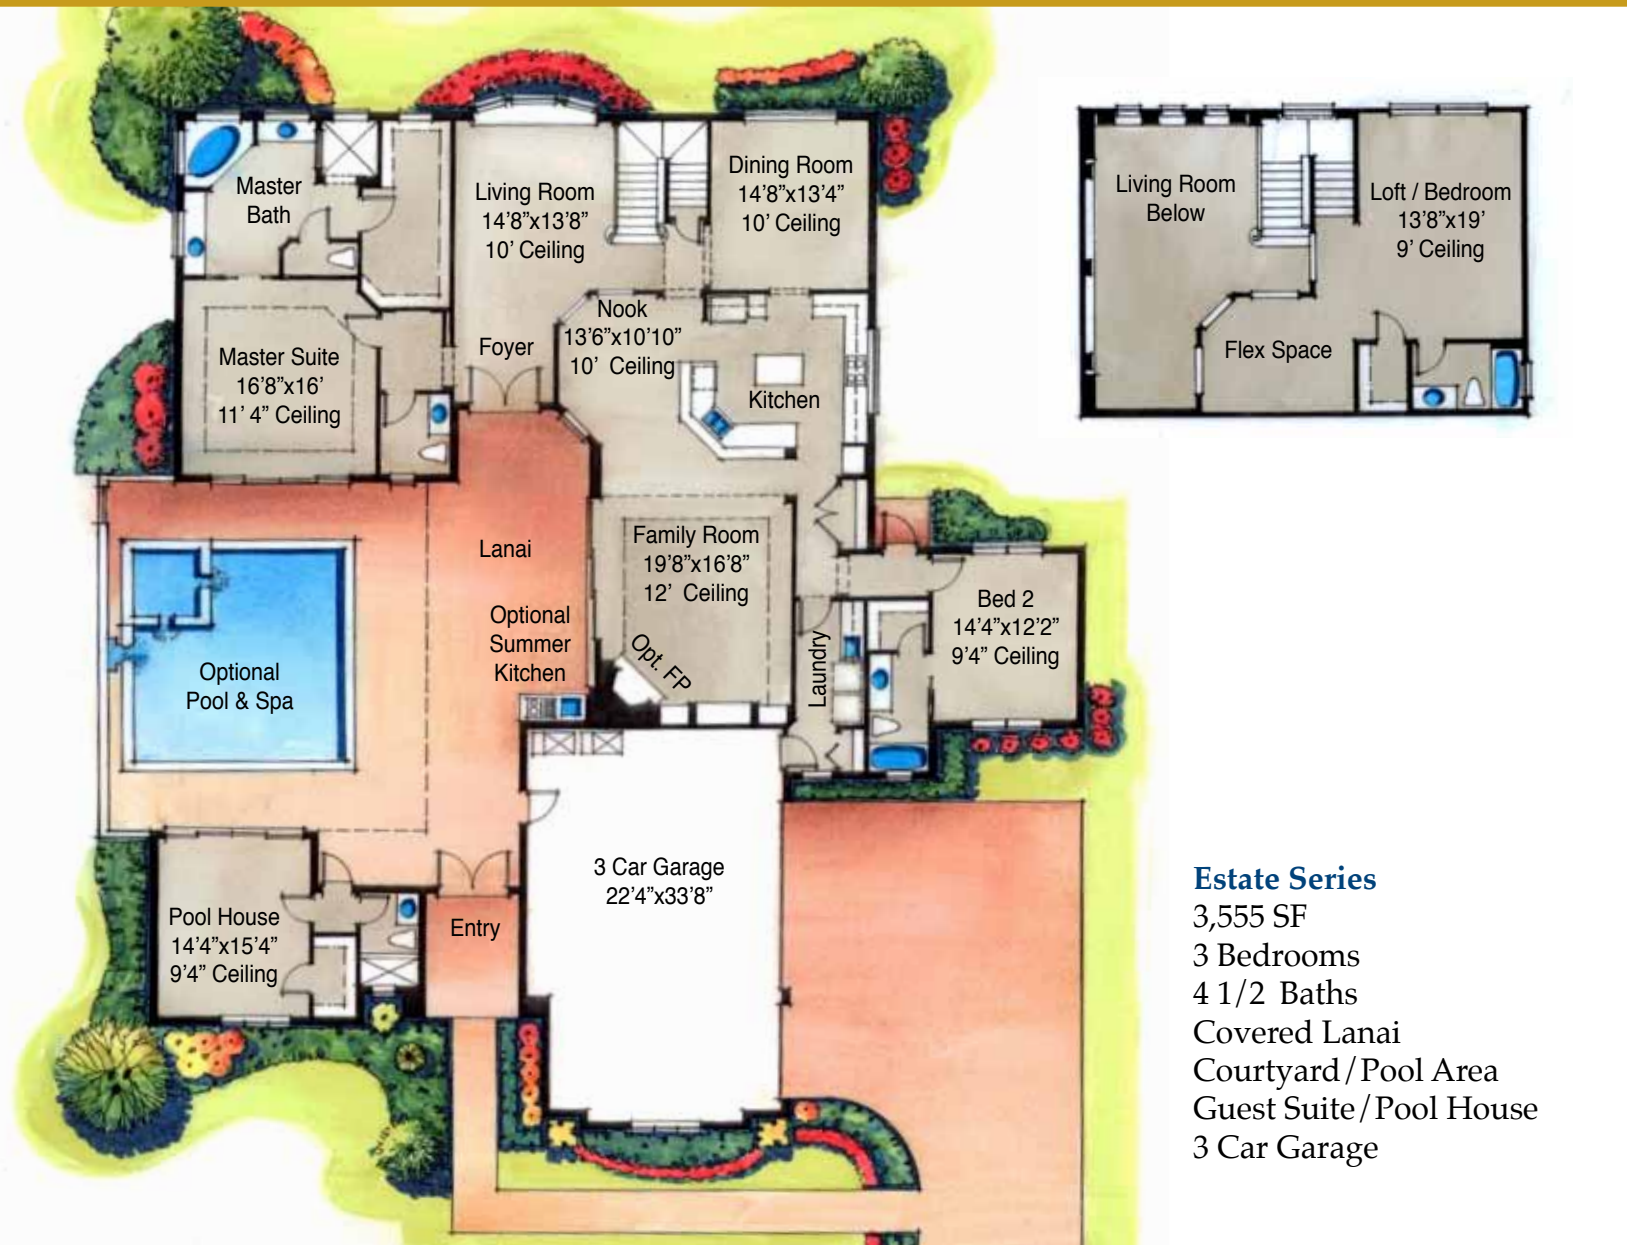 Master
Bath
Living Room
14’8”x13’8”
10’ Ceiling
Dining Room
14’8”x13’4”
10’ Ceiling
Master Suite
16’8”x16’
11’ 4” Ceiling
Foyer
Nook
13’6”x10’10”
10’ Ceiling
Kitchen
Lanai
Family Room
19’8”x16’8”
12’ Ceiling
Opt. FP
Optional
Summer
Kitchen
Optional
Pool & Spa
Laundry
Bed 2
14’4”x12’2”
9’4” Ceiling
3 Car Garage
22’4”x33’8”
Pool House
14’4”x15’4”
9’4” Ceiling
Entry
Living Room
Below
Loft / Bedroom
13’8”x19’
9’ Ceiling
Flex Space
Estate Series
3,555 SF
3 Bedrooms
4 1/2 Baths
Covered Lanai
Courtyard/Pool Area
Guest Suite/Pool House
3 Car Garage